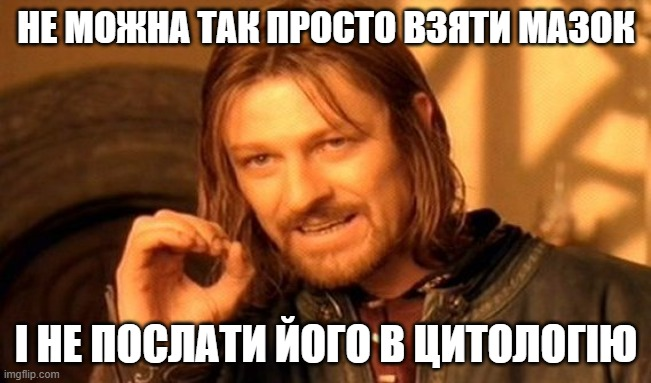 НЕ МОЖНА ТАК ПРОСТО ВЗЯТИ МАЗОК
І НЕ ПОСЛАТИ ЙОГО В ЦИТОЛОГІЮ
imgflip.com